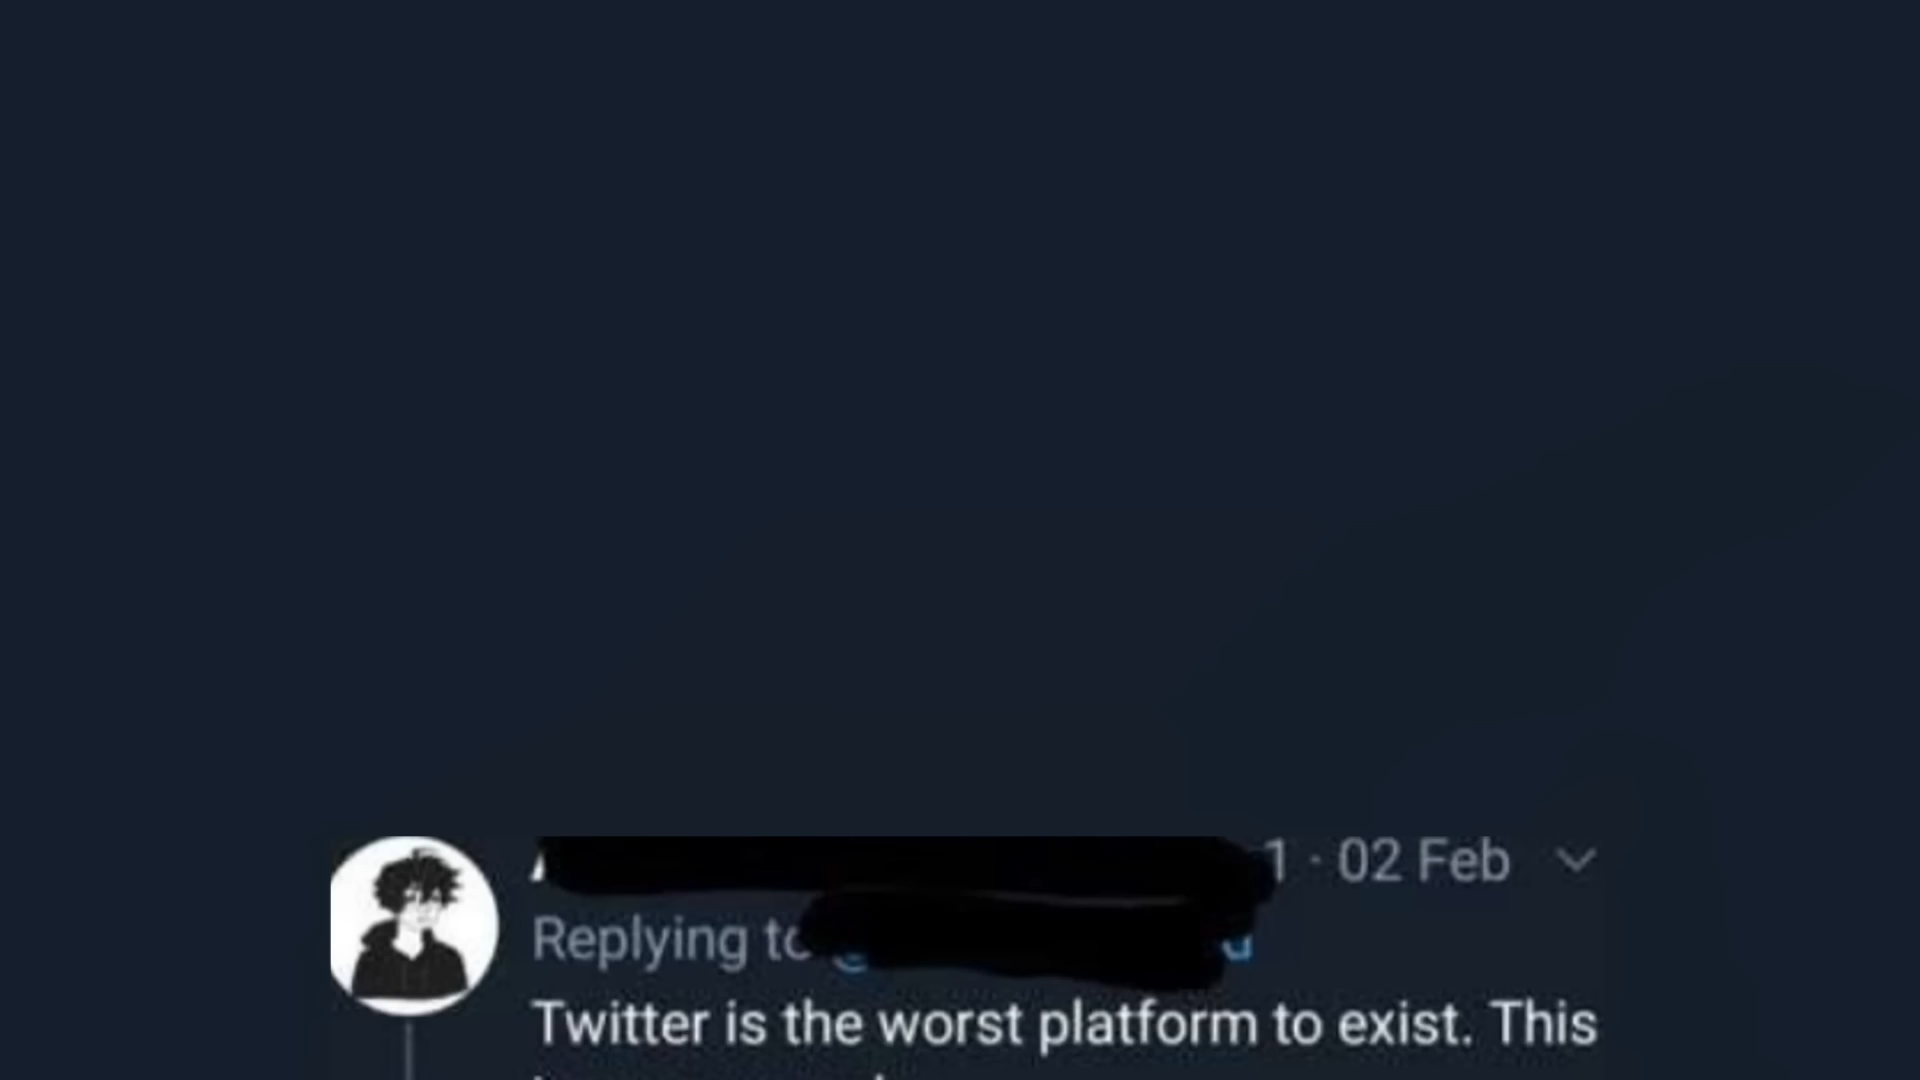 1 · 02 Feb
Replying to @
Twitter is the worst platform to exist. This